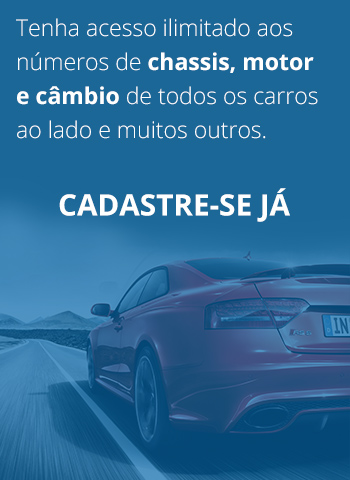 Tenha acesso ilimitado aos
números de chassis, motor
e câmbio de todos os carros
ao lado e muitos outros.
CADASTRE-SE JÁ
IN